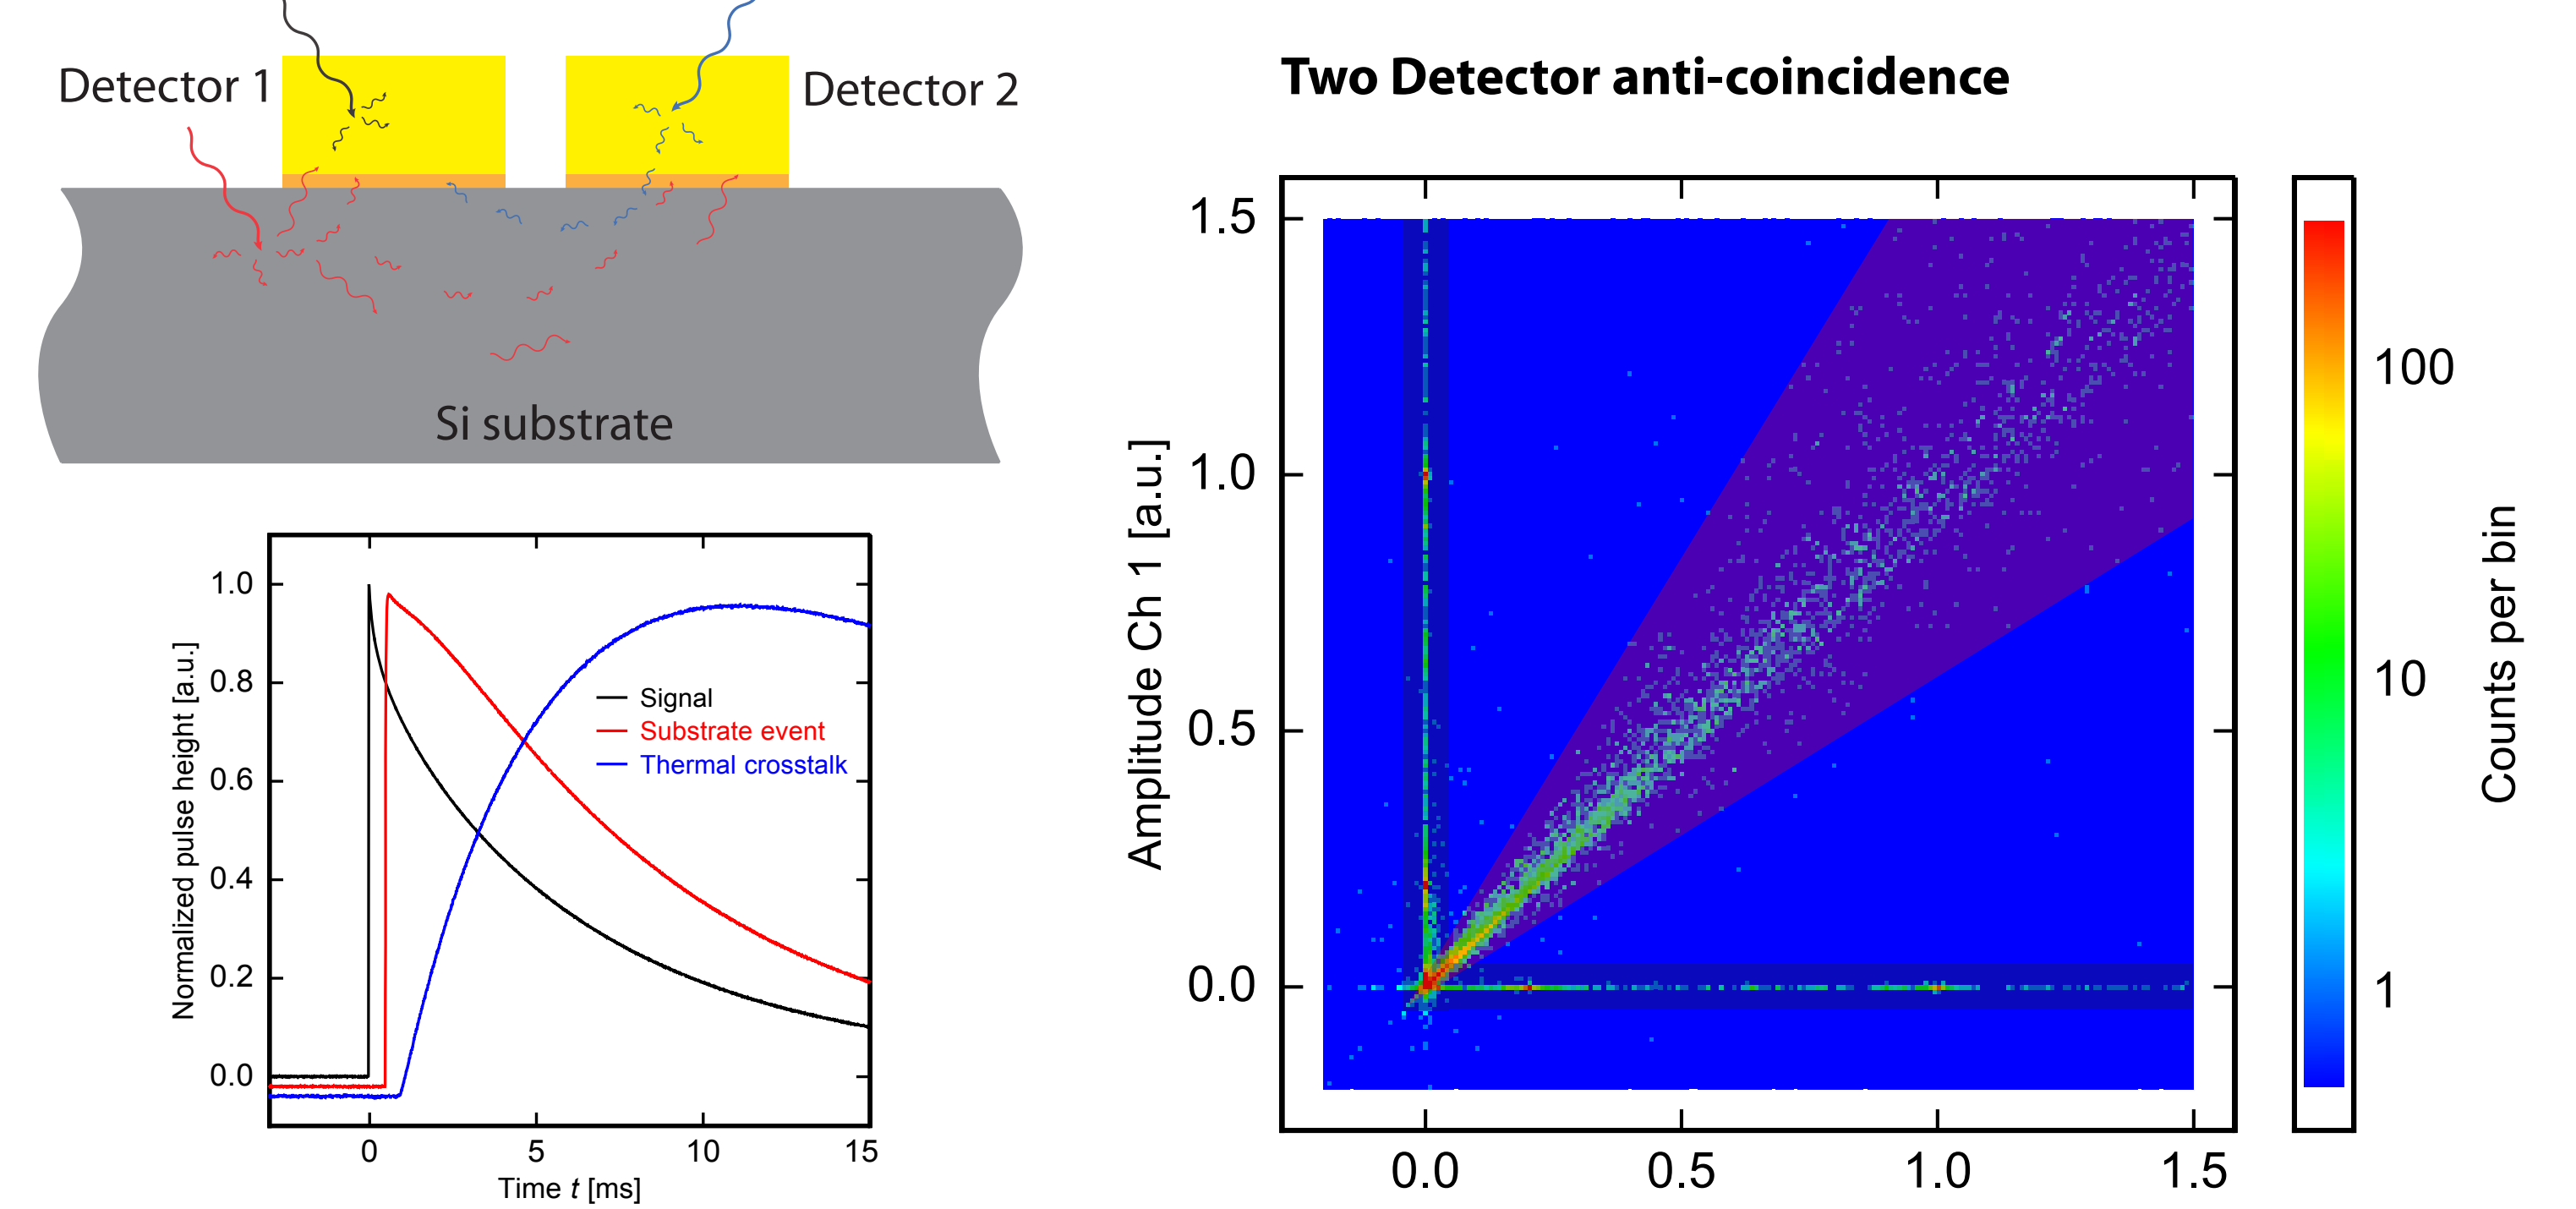 Detector 1
Detector 2
Si substrate
Normalized pulse height [a.u.]
1.0
0.8
0.6
0.4
0.2
0.0
Signal
Substrate event
Thermal crosstalk
0
5
10
15
Time t [ms]
Two Detector anti-coincidence
Amplitude Ch 1 [a.u.]
1.5
1.0
0.5
0.0
0.0
0.5
1.0
1.5
100
10
1
Counts per bin